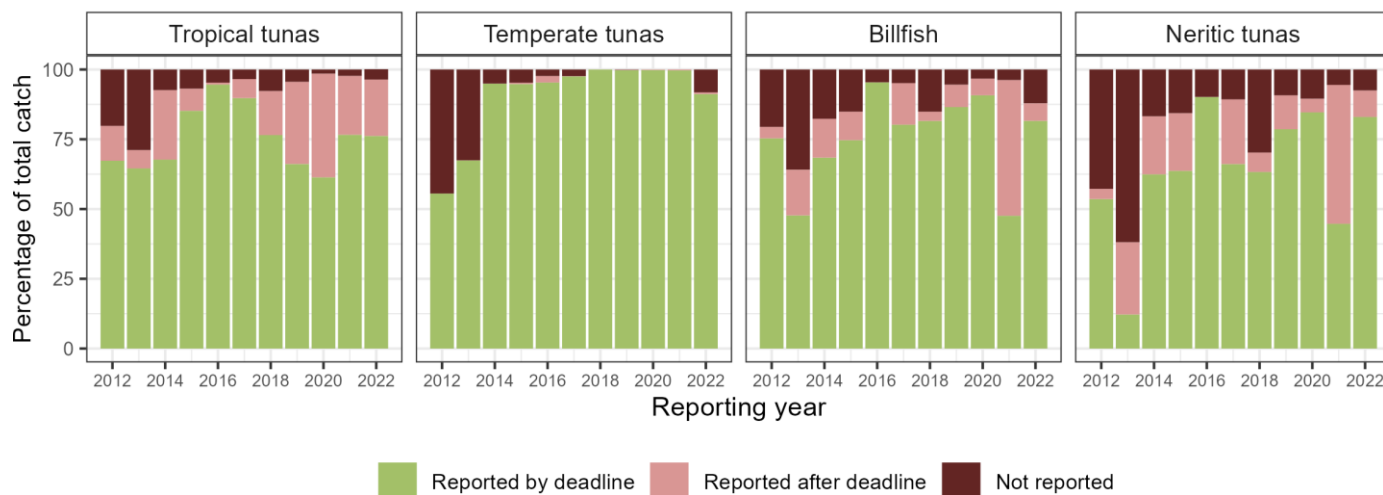 Tropical tunas
Temperate tunas
Billfish
Neritic tunas
Percentage of total catch
100
75
50
25
0
2012 2014 2016 2018 2020 2022
2012 2014 2016 2018 2020 2022
2012 2014 2016 2018 2020 2022
2012 2014 2016 2018 2020 2022
Reporting year
Reported by deadline
Reported after deadline
Not reported